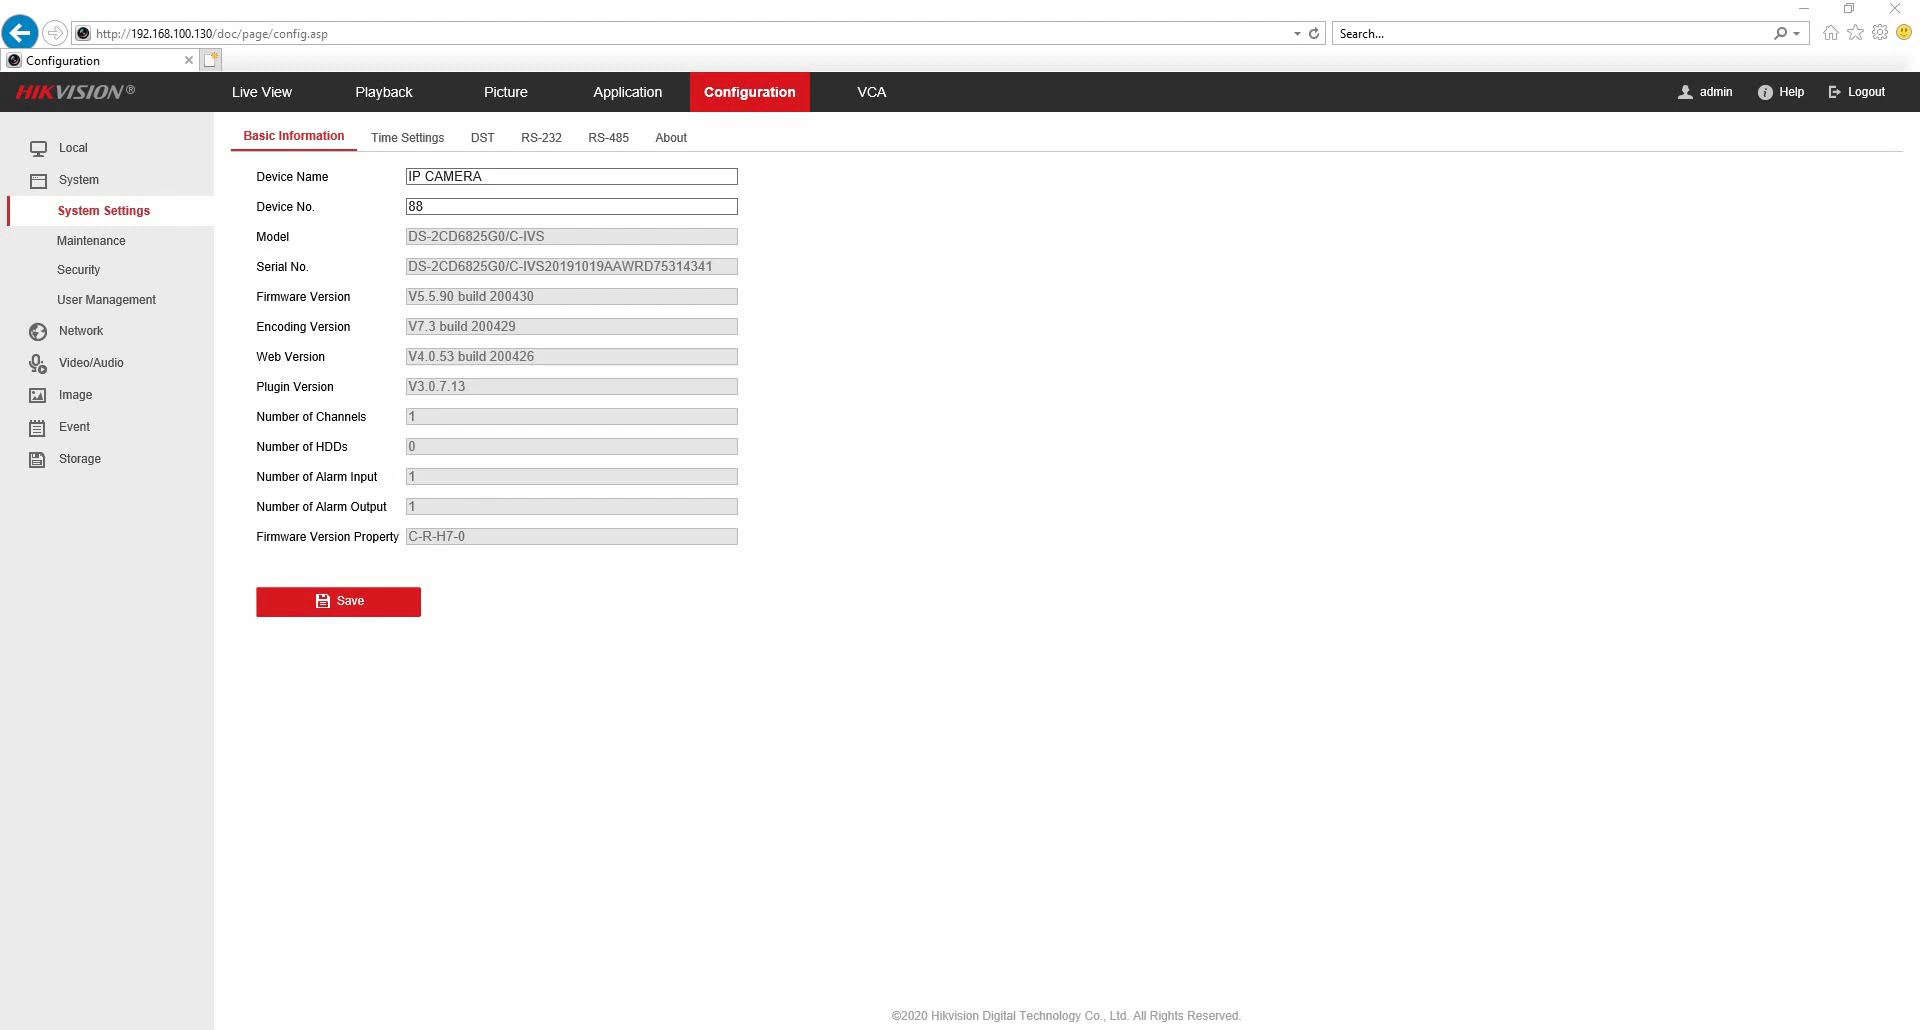 http://192.168.100.130/doc/page/config.asp
Search...
Configuration
HIKVISION®
Live View
Playback
Picture
Application
Configuration
VCA
admin
Help
Logout
Local
System
System Settings
Maintenance
Security
User Management
Network
Video/Audio
Image
Event
Storage
Basic Information
Time Settings
DST
RS-232
RS-485
About
Device Name IP CAMERA
Device No. 88
Model DS-2CD6825G0/C-IVS
Serial No. DS-2CD6825G0/C-IVS20191019AAWRD75314341
Firmware Version V5.5.90 build 200430
Encoding Version V7.3 build 200429
Web Version V4.0.53 build 200426
Plugin Version V3.0.7.13
Number of Channels 1
Number of HDDs 0
Number of Alarm Input 1
Number of Alarm Output 1
Firmware Version Property C-R-H7-0
Save
©2020 Hikvision Digital Technology Co., Ltd. All Rights Reserved.